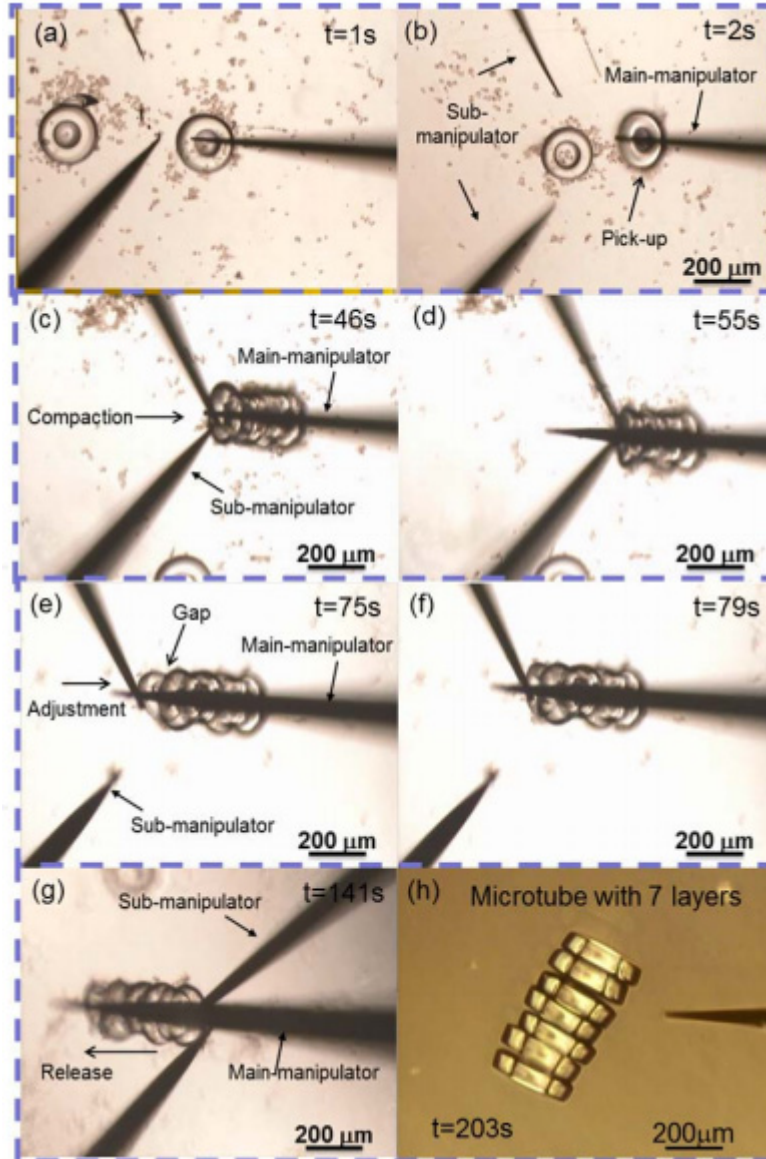 (a)
t=1s
(b)
t=2s
Main-manipulator
Sub-
manipulator
Pick-up
200 μm
(c)
t=46s
Main-manipulator
Compaction
Sub-manipulator
200 μm
(d)
t=55s
200 μm
(e)
t=75s
Gap
Main-manipulator
Adjustment
Sub-manipulator
200 μm
(f)
t=79s
200 μm
(g)
t=141s
Sub-manipulator
Release
Main-manipulator
200 μm
(h)
Microtube with 7 layers
t=203s
200μm